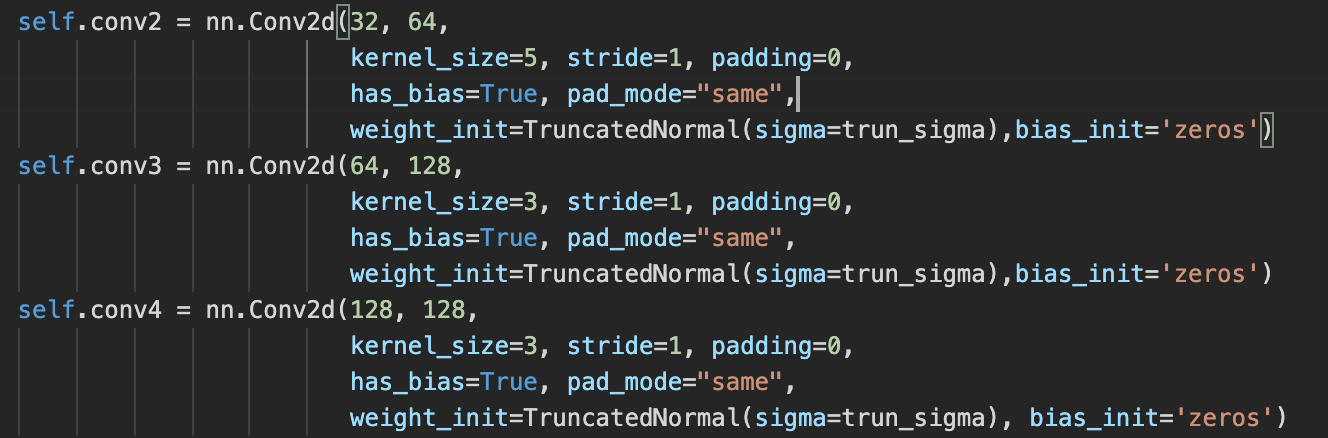 self.conv2 = nn.Conv2d(32, 64,
kernel_size=5, stride=1, padding=0,
has_bias=True, pad_mode="same",
weight_init=TruncatedNormal(sigma=trun_sigma),bias_init='zeros')
self.conv3 = nn.Conv2d(64, 128,
kernel_size=3, stride=1, padding=0,
has_bias=True, pad_mode="same",
weight_init=TruncatedNormal(sigma=trun_sigma),bias_init='zeros')
self.conv4 = nn.Conv2d(128, 128,
kernel_size=3, stride=1, padding=0,
has_bias=True, pad_mode="same",
weight_init=TruncatedNormal(sigma=trun_sigma), bias_init='zeros')